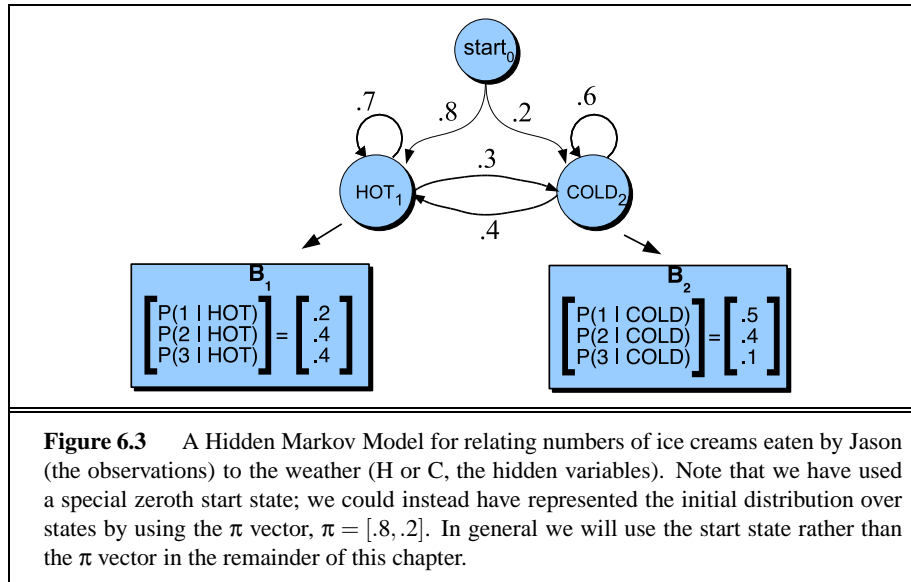 start0
.7
.8
.2
.6
.3
HOT1
COLD2
.4
B1
P(1 | HOT)
P(2 | HOT)
P(3 | HOT)
=
.2
.4
.4
B2
P(1 | COLD)
P(2 | COLD)
P(3 | COLD)
=
.5
.4
.1
Figure 6.3 A Hidden Markov Model for relating numbers of ice creams eaten by Jason
(the observations) to the weather (H or C, the hidden variables). Note that we have used
a special zeroth start state; we could instead have represented the initial distribution over
states by using the π vector, π = [.8,.2]. In general we will use the start state rather than
the π vector in the remainder of this chapter.